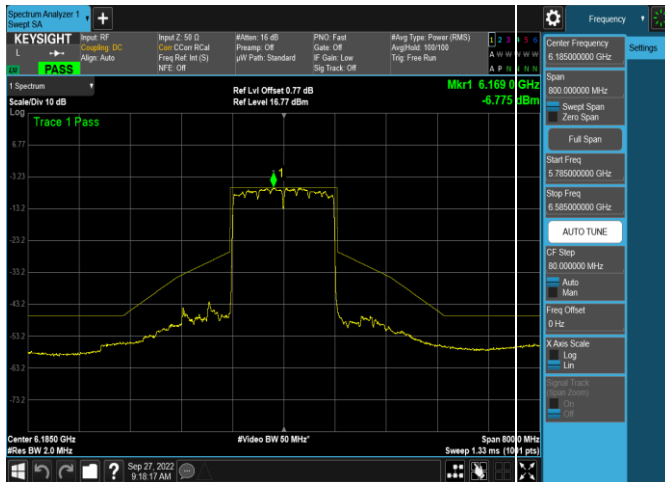 Spectrum Analyzer 1
Swept SA
KEYSIGHT
L
PASS
Input: RF
Coupling: DC
Align: Auto
Input Z: 50 Ω
Corr CCorr RCal
Freq Ref: Int (S)
NFE: Off
#Atten: 16 dB
Preamp: Off
µW Path: Standard
PNO: Fast
Gate: Off
IF Gain: Low
Sig Track: Off
#Avg Type: Power (RMS)
Avg|Hold: 100/100
Trig: Free Run
1 2 3 4 5 6
A P N N N N
1 Spectrum
Scale/Div 10 dB
Ref Lvl Offset 0.77 dB
Ref Level 16.77 dBm
Mkr1 6.169 0 GHz
-6.775 dBm
Log
Trace 1 Pass
1
6.77
-3.23
-13.2
-23.2
-33.2
-43.2
-53.2
-63.2
-73.2
Center 6.1850 GHz
#Res BW 2.0 MHz
#Video BW 50 MHz*
Span 800.0 MHz
Sweep 1.33 ms (1001 pts)
Sep 27, 2022
9:18:17 AM
Frequency
Settings
Center Frequency
6.185000000 GHz
Span
800.000000 MHz
Swept Span
Zero Span
Full Span
Start Freq
5.785000000 GHz
Stop Freq
6.585000000 GHz
AUTO TUNE
CF Step
80.000000 MHz
Auto
Man
Freq Offset
0 Hz
X Axis Scale
Log
Lin
Signal Track
(Span Zoom)
On
Off